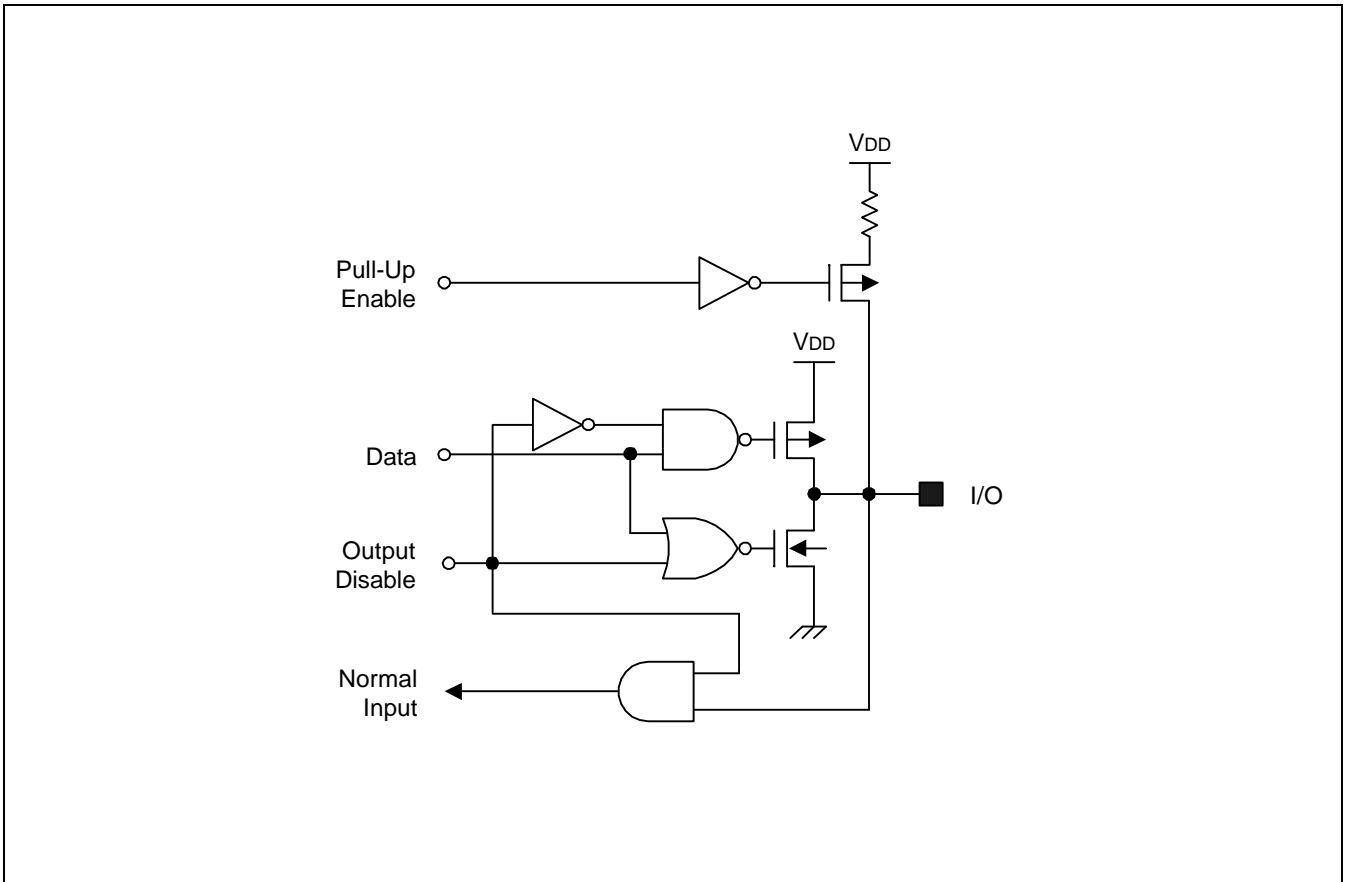 VDD
Pull-Up
Enable
VDD
Data
I/O
Output
Disable
Normal
Input